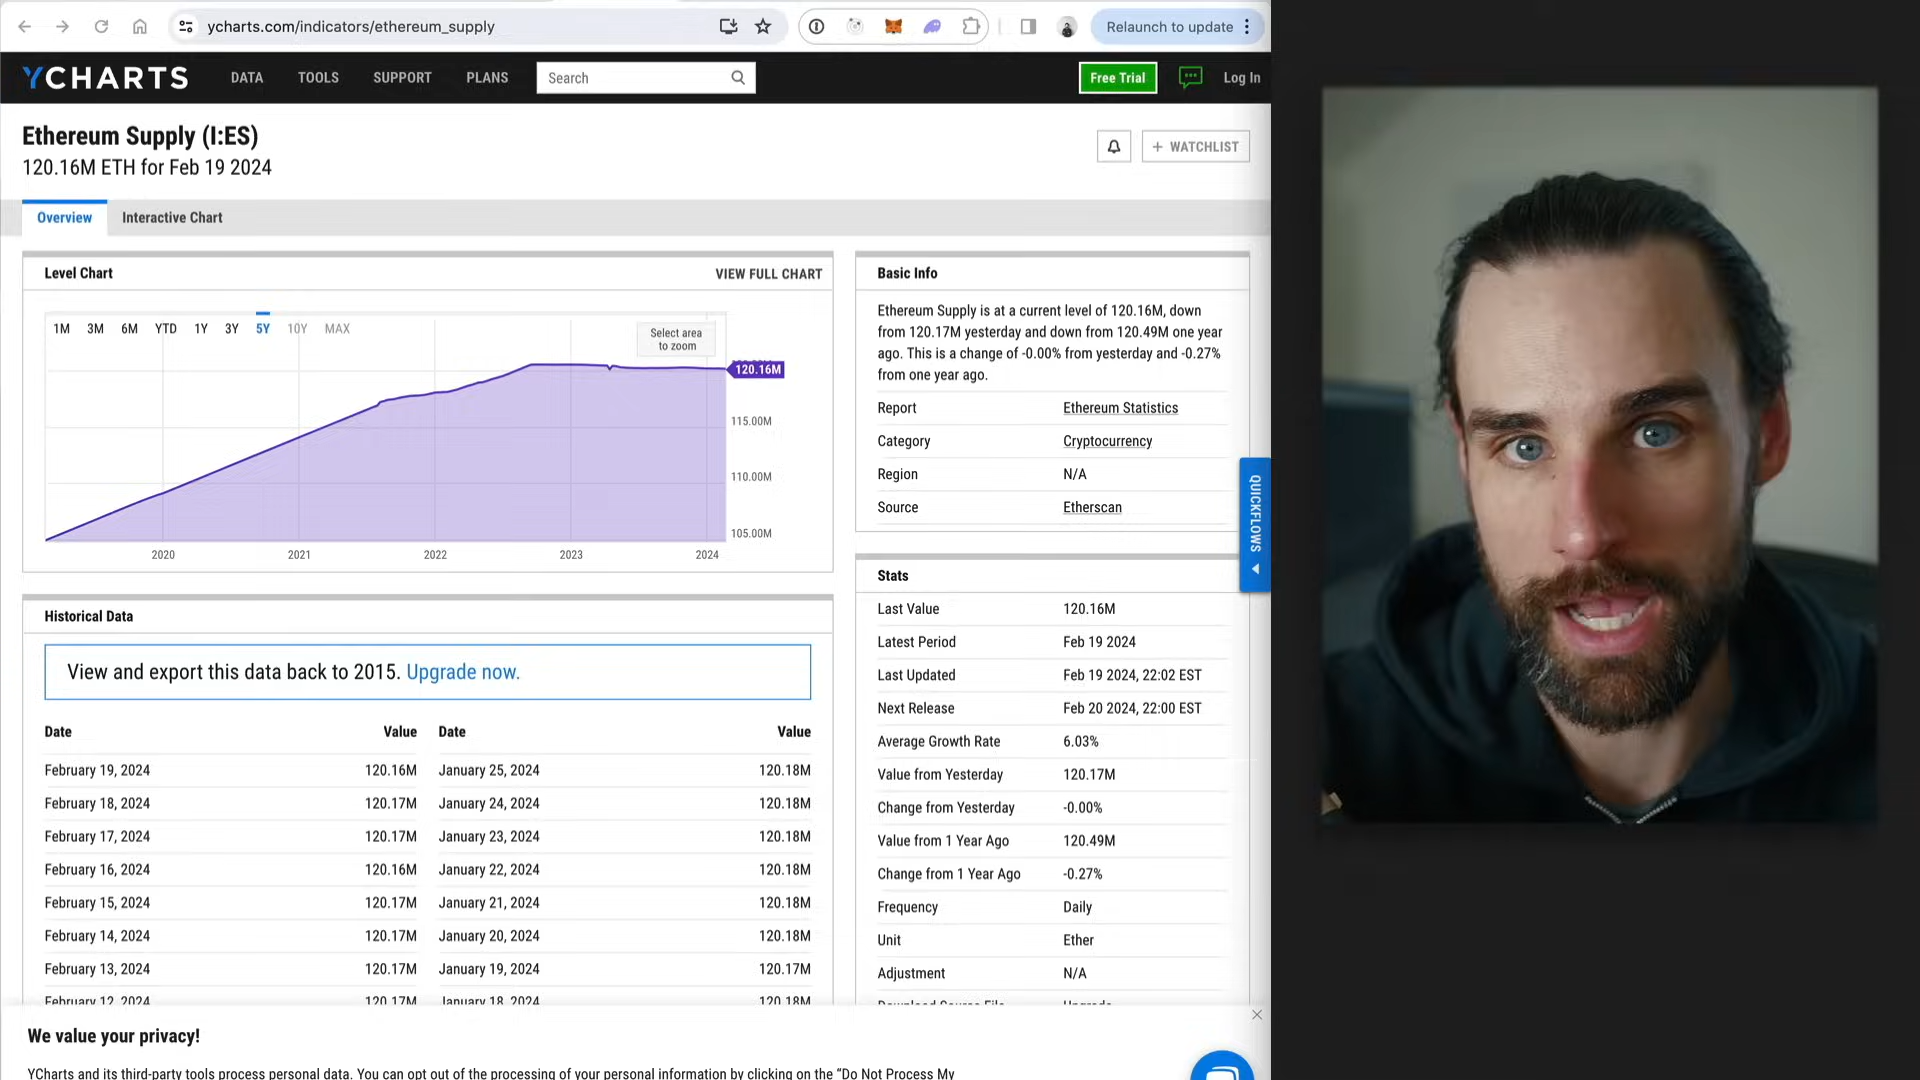 ycharts.com/indicators/ethereum_supply
Relaunch to update
YCHARTS
DATA
TOOLS
SUPPORT
PLANS
Search
Free Trial
Log In
Ethereum Supply (I:ES)
120.16M ETH for Feb 19 2024
+ WATCHLIST
Overview
Interactive Chart
Level Chart
VIEW FULL CHART
1M 3M 6M YTD 1Y 3Y 5Y 10Y MAX
Select area
to zoom
120.16M
115.00M
110.00M
105.00M
2020 2021 2022 2023 2024
Historical Data
View and export this data back to 2015. Upgrade now.
Date Value Date Value
February 19, 2024 120.16M January 25, 2024 120.18M
February 18, 2024 120.17M January 24, 2024 120.18M
February 17, 2024 120.17M January 23, 2024 120.18M
February 16, 2024 120.16M January 22, 2024 120.18M
February 15, 2024 120.17M January 21, 2024 120.18M
February 14, 2024 120.17M January 20, 2024 120.18M
February 13, 2024 120.17M January 19, 2024 120.17M
February 12, 2024 120.17M January 18, 2024 120.18M
Basic Info
Ethereum Supply is at a current level of 120.16M, down
from 120.17M yesterday and down from 120.49M one year
ago. This is a change of -0.00% from yesterday and -0.27%
from one year ago.
Report Ethereum Statistics
Category Cryptocurrency
Region N/A
Source Etherscan
QUICKFLOWS
Stats
Last Value 120.16M
Latest Period Feb 19 2024
Last Updated Feb 19 2024, 22:02 EST
Next Release Feb 20 2024, 22:00 EST
Average Growth Rate 6.03%
Value from Yesterday 120.17M
Change from Yesterday -0.00%
Value from 1 Year Ago 120.49M
Change from 1 Year Ago -0.27%
Frequency Daily
Unit Ether
Adjustment N/A
Download Source File Upgrade
We value your privacy!
YCharts and its third-party tools process personal data. You can opt out of the processing of your personal information by clicking on the “Do Not Process My